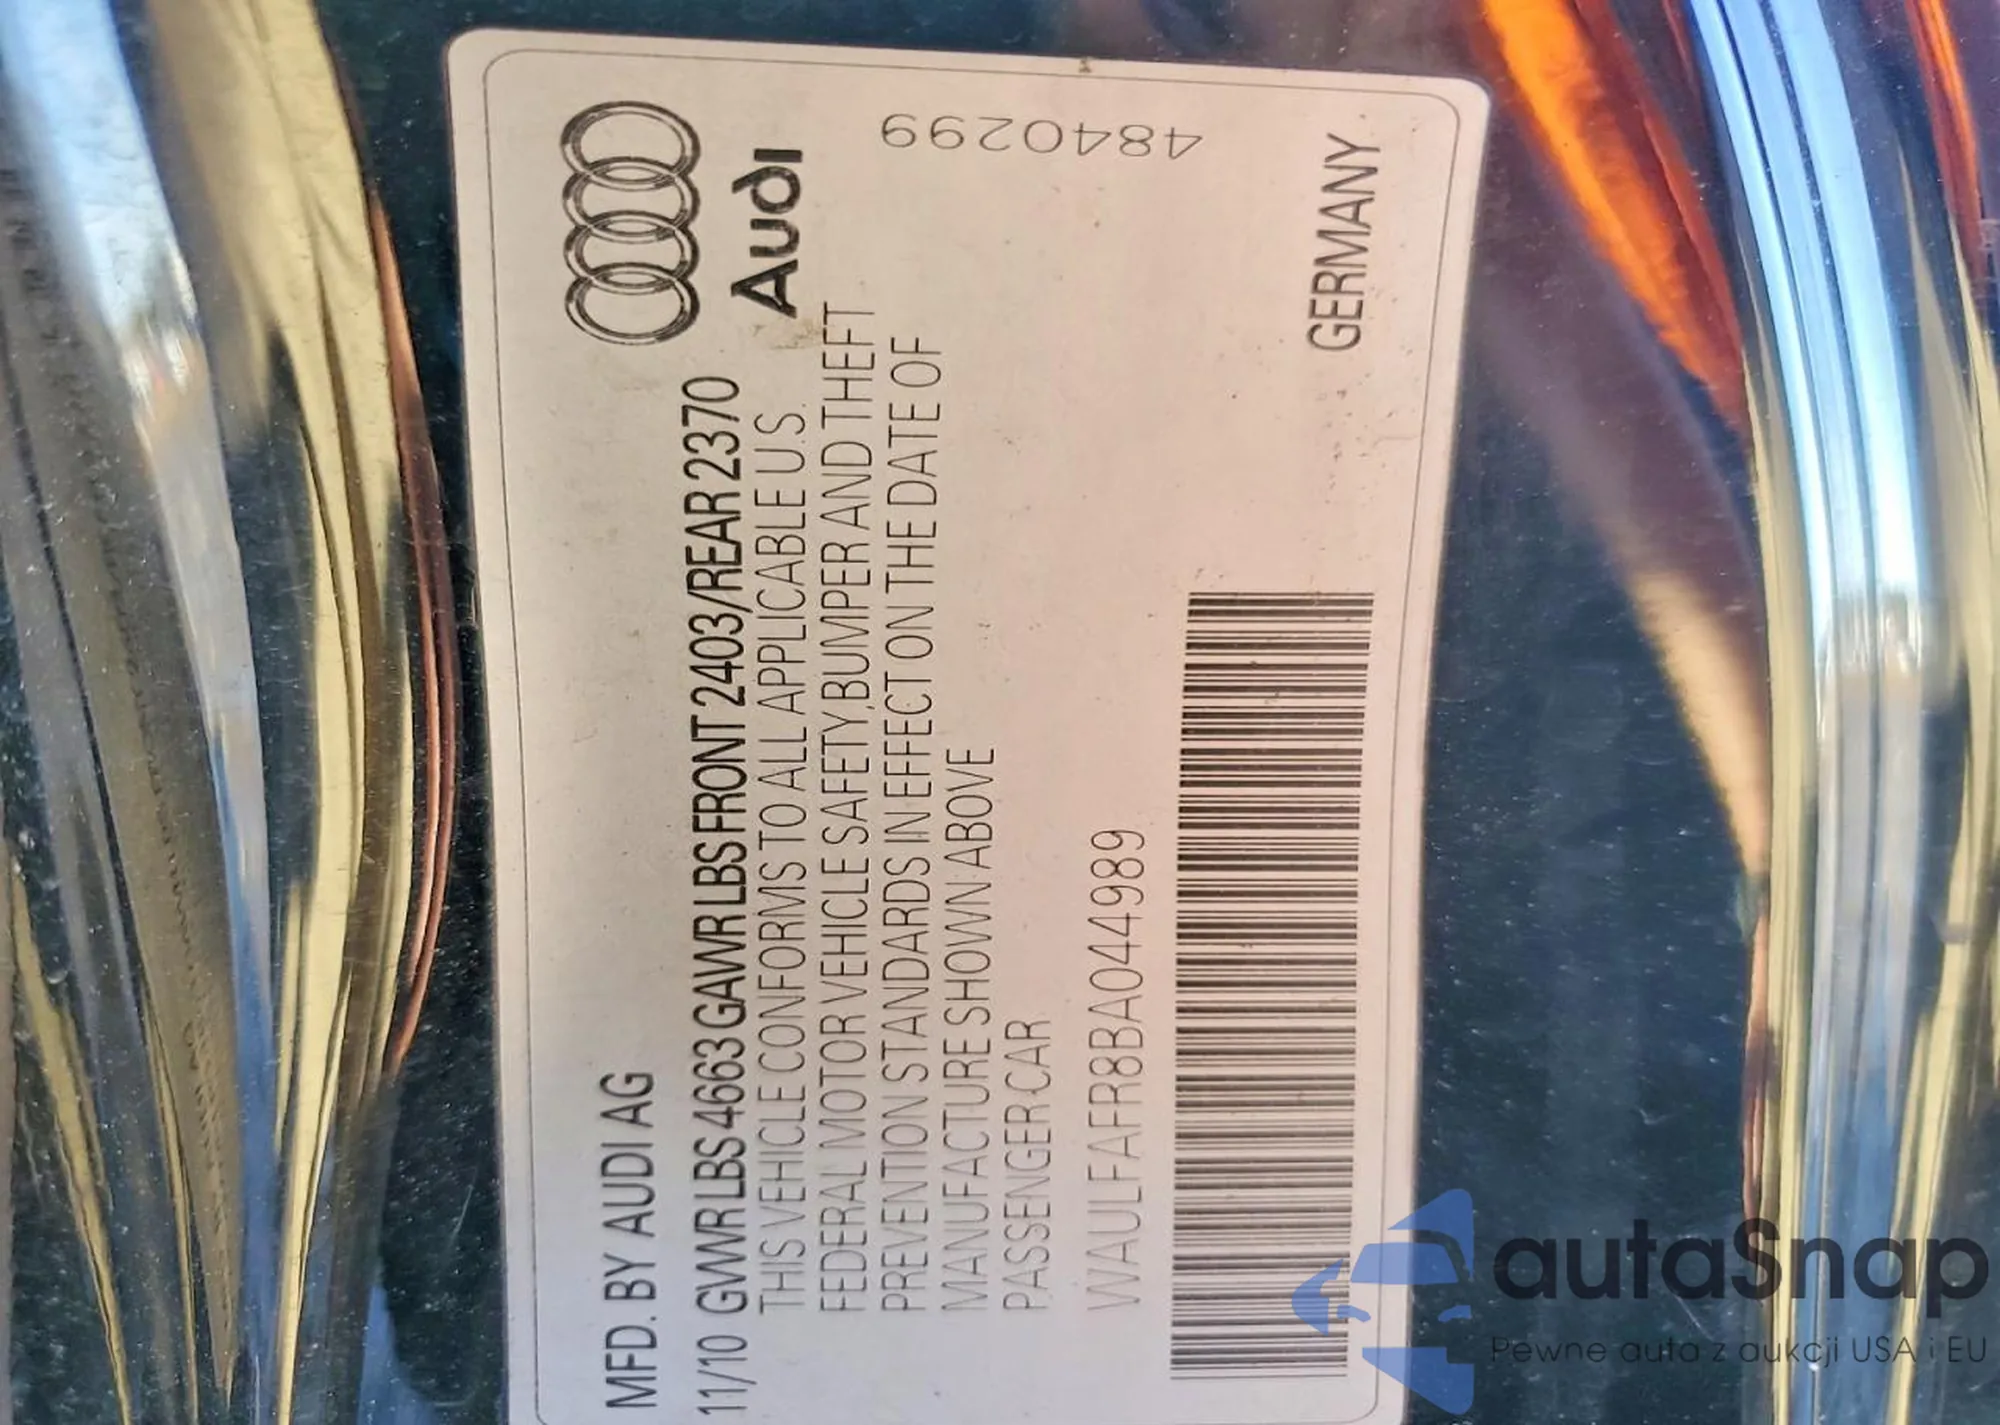 MFD. BY AUDI AG
11/10 GVWR LBS 4663 GAWR LBS FRONT 2403/REAR 2370
Audi
THIS VEHICLE CONFORMS TO ALL APPLICABLE U.S.
FEDERAL MOTOR VEHICLE SAFETY,BUMPER AND THEFT
PREVENTION STANDARDS IN EFFECT ON THE DATE OF
MANUFACTURE SHOWN ABOVE
PASSENGER CAR
4840299
WAULFAFR8BA044989
GERMANY
autaSnap
Pewne auta z aukcji USA i EU